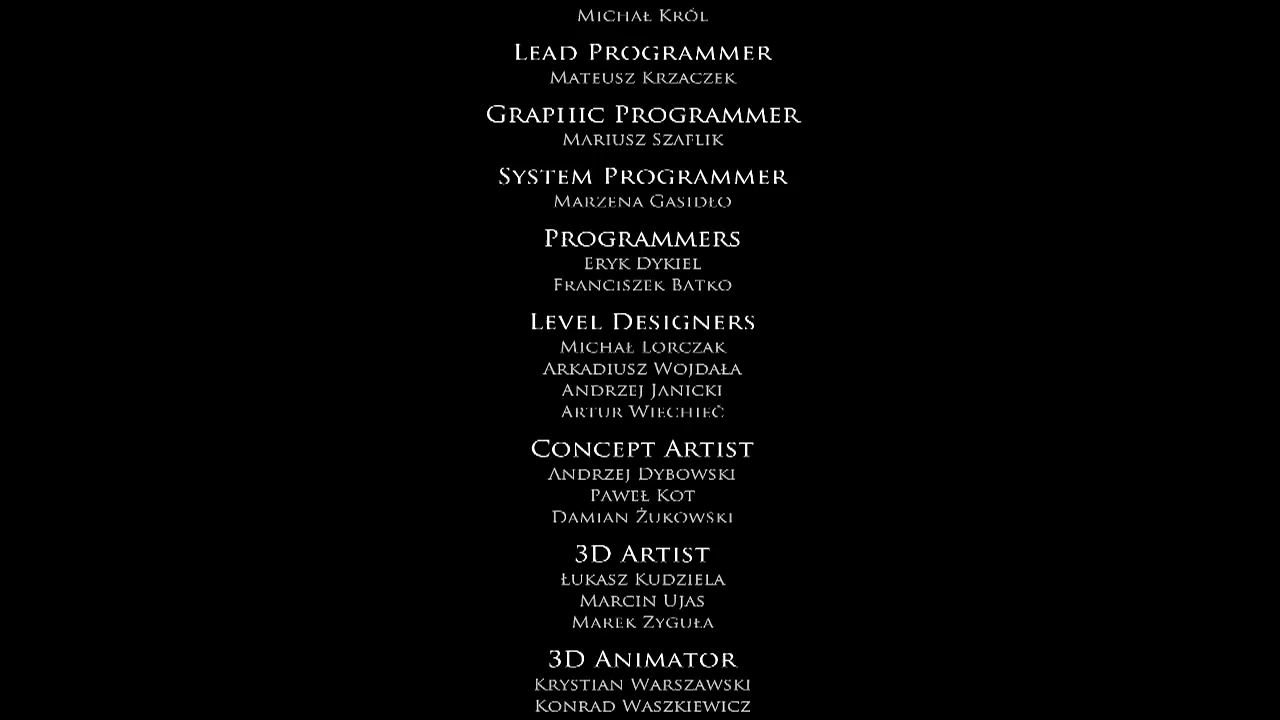 Michał Król
Lead Programmer
Mateusz Krzaczek
Graphic Programmer
Mariusz Szaflik
System Programmer
Marzena Gasidło
Programmers
Eryk Dykiel
Franciszek Batko
Level Designers
Michał Lorczak
Arkadiusz Wojdała
Andrzej Janicki
Artur Wiechieć
Concept Artist
Andrzej Dybowski
Paweł Kot
Damian Żukowski
3D Artist
Łukasz Kudziela
Marcin Ujas
Marek Zyguła
3D Animator
Krystian Warszawski
Konrad Waszkiewicz